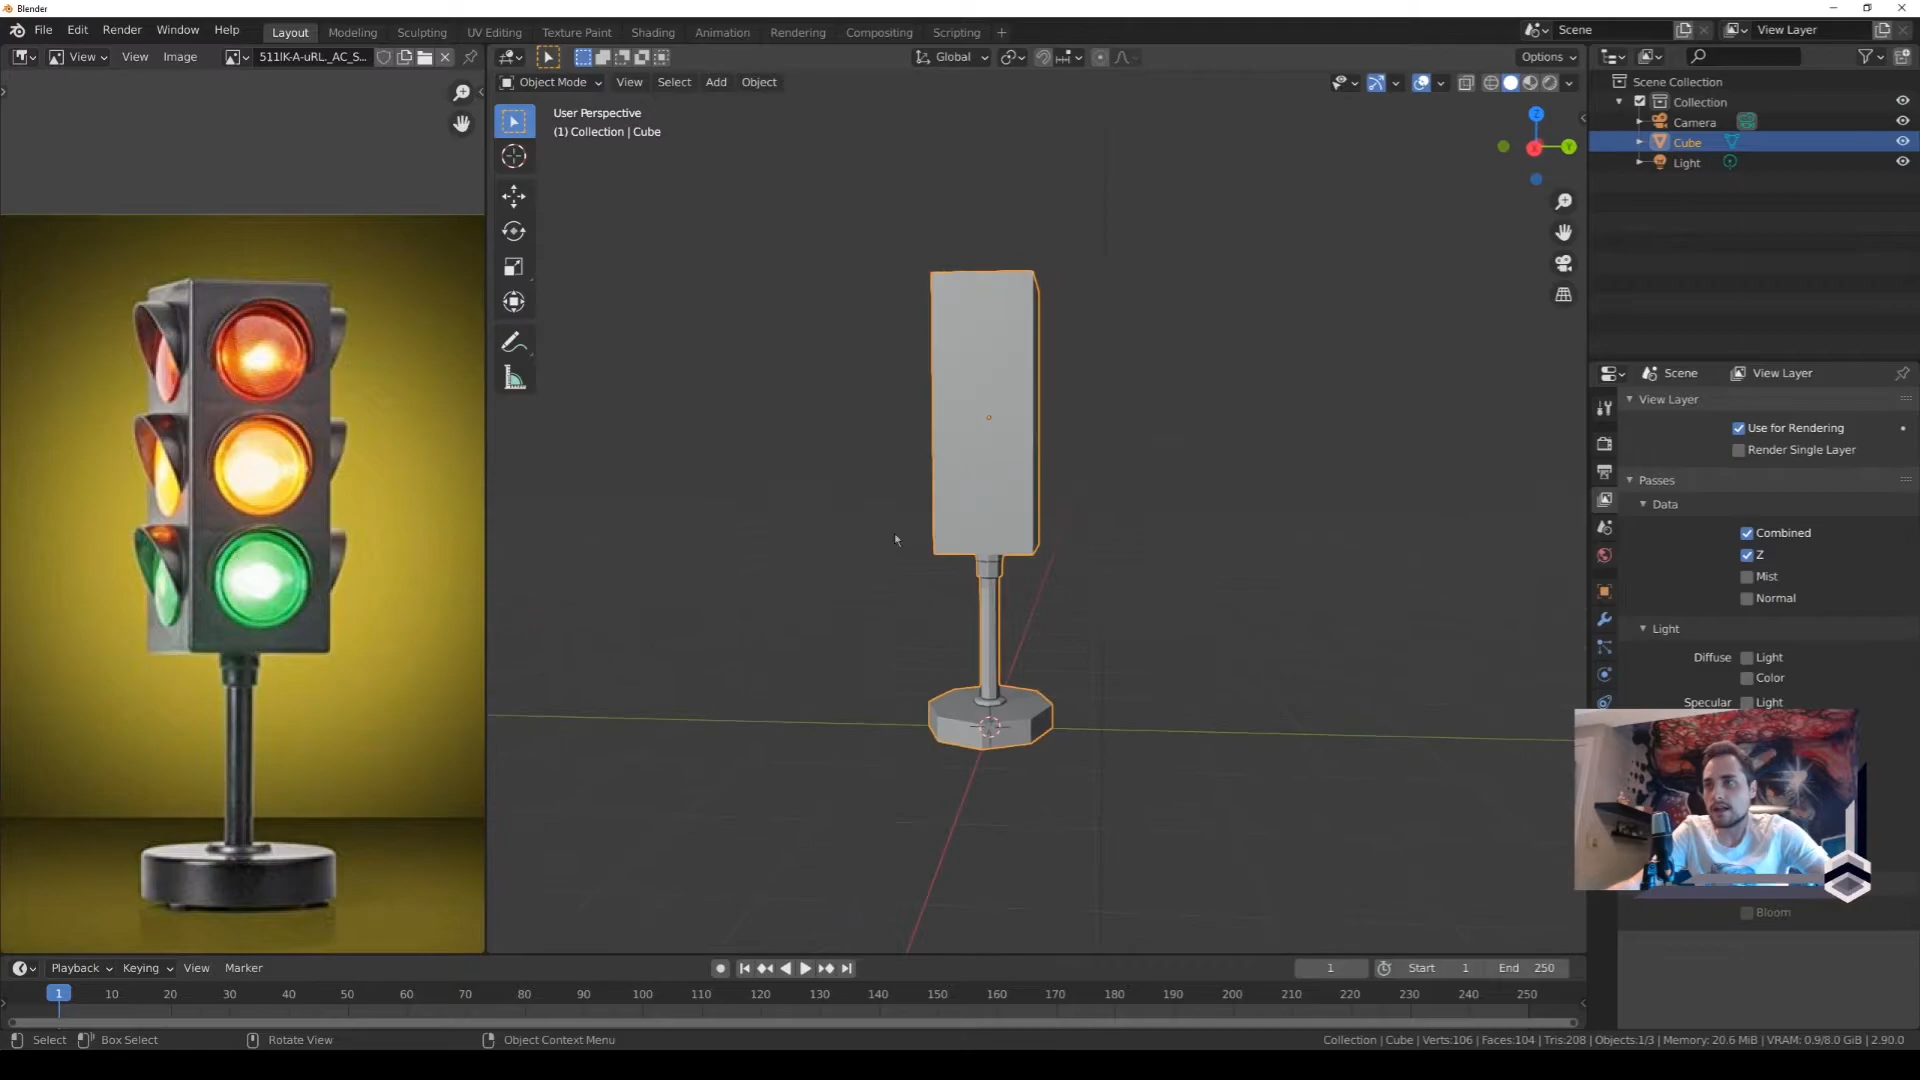 Blender
File Edit Render Window Help
Layout Modeling Sculpting UV Editing Texture Paint Shading Animation Rendering Compositing Scripting
Scene View Layer
View View Image 511lK-A-uRL._AC_S...
Global Options
Object Mode View Select Add Object
User Perspective
(1) Collection | Cube
Z
Y
X
Scene Collection
Collection
Camera
Cube
Light
Scene View Layer
View Layer
Use for Rendering
Render Single Layer
Passes
Data
Combined
Z
Mist
Normal
Light
Diffuse Light
Color
Specular Light
Bloom
Playback Keying View Marker
1 Start 1 End 250
1 10 20 30 40 50 60 70 80 90 100 110 120 130 140 150 160 170 180 190 200 210 220 230 240 250
Select Box Select Rotate View Object Context Menu
Collection | Cube | Verts:106 | Faces:104 | Tris:208 | Objects:1/3 | Memory: 20.6 MiB | VRAM: 0.9/8.0 GiB | 2.90.0